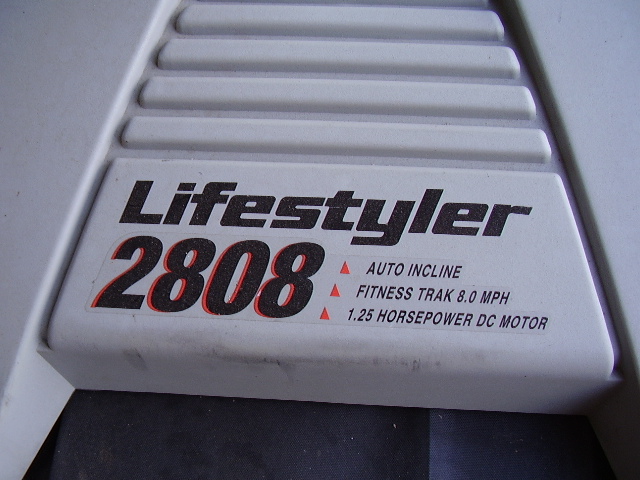 Lifestyler
2808
AUTO INCLINE
FITNESS TRAK 8.0 MPH
1.25 HORSEPOWER DC MOTOR